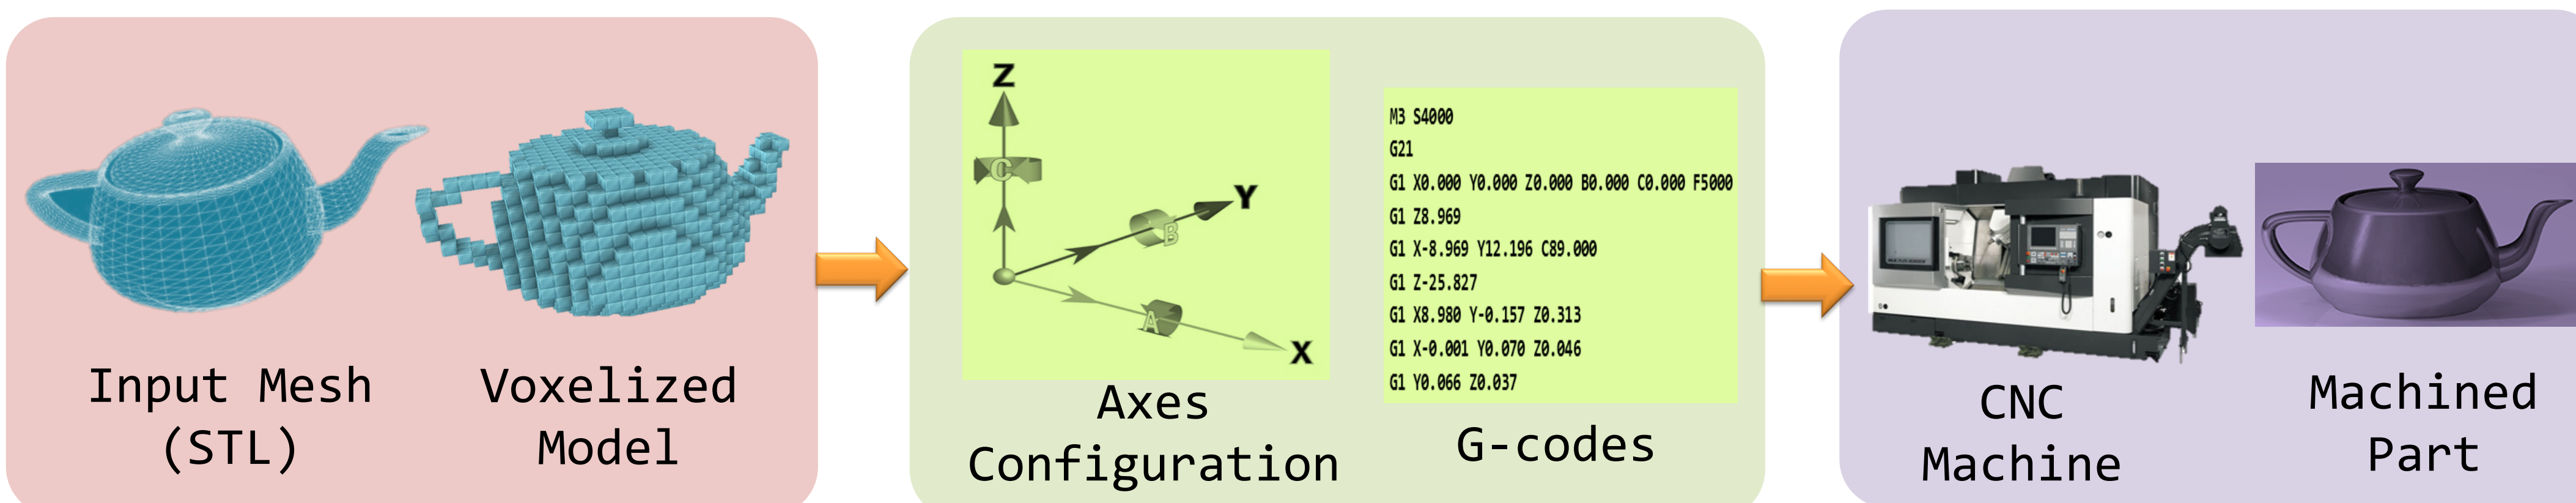 Input Mesh
(STL)
Voxelized
Model
Z
C
Y
B
A
X
Axes
Configuration
M3 S4000
G21
G1 X0.000 Y0.000 Z0.000 B0.000 C0.000 F5000
G1 Z8.969
G1 X-8.969 Y12.196 C89.000
G1 Z-25.827
G1 X8.980 Y-0.157 Z0.313
G1 X-0.001 Y0.070 Z0.046
G1 Y0.066 Z0.037
G-codes
CNC
Machine
Machined
Part